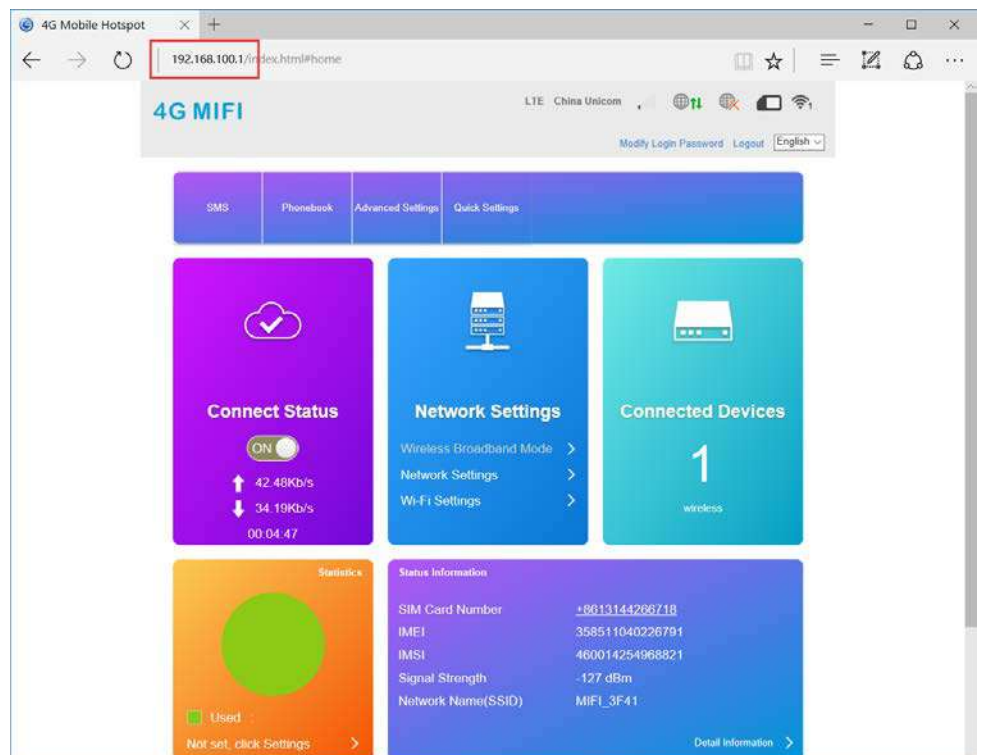 4G Mobile Hotspot
192.168.100.1/index.html#home
4G MIFI
LTE China Unicom
1
Modify Login Password Logout English
SMS Phonebook Advanced Settings Quick Settings
Connect Status
ON
42.48Kb/s
34.19Kb/s
00:04:47
Network Settings
Wireless Broadband Mode
Network Settings
Wi-Fi Settings
Connected Devices
1
wireless
Statistics
Used :
Not set, click Settings
Status Information
SIM Card Number +8613144266718
IMEI 358511040226791
IMSI 460014254968821
Signal Strength -127 dBm
Network Name(SSID) MIFI_3F41
Detail Information